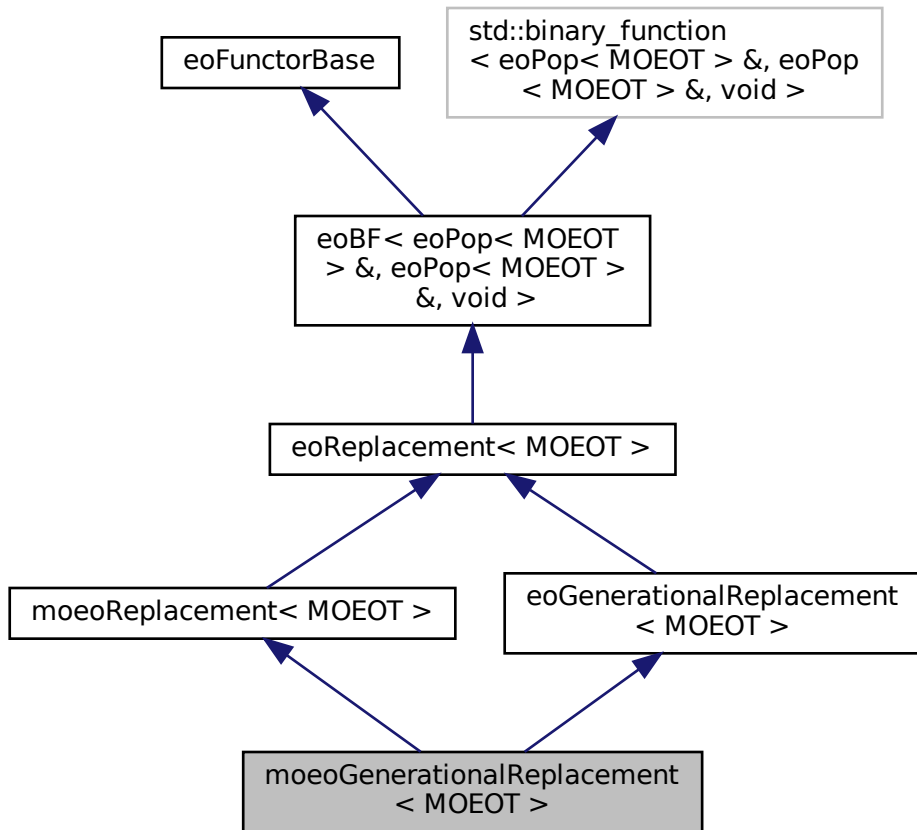 eoFunctorBase
std::binary_function
< eoPop< MOEOT > &, eoPop
< MOEOT > &, void >
eoBF< eoPop< MOEOT
> &, eoPop< MOEOT >
&, void >
eoReplacement< MOEOT >
moeoReplacement< MOEOT >
eoGenerationalReplacement
< MOEOT >
moeoGenerationalReplacement
< MOEOT >